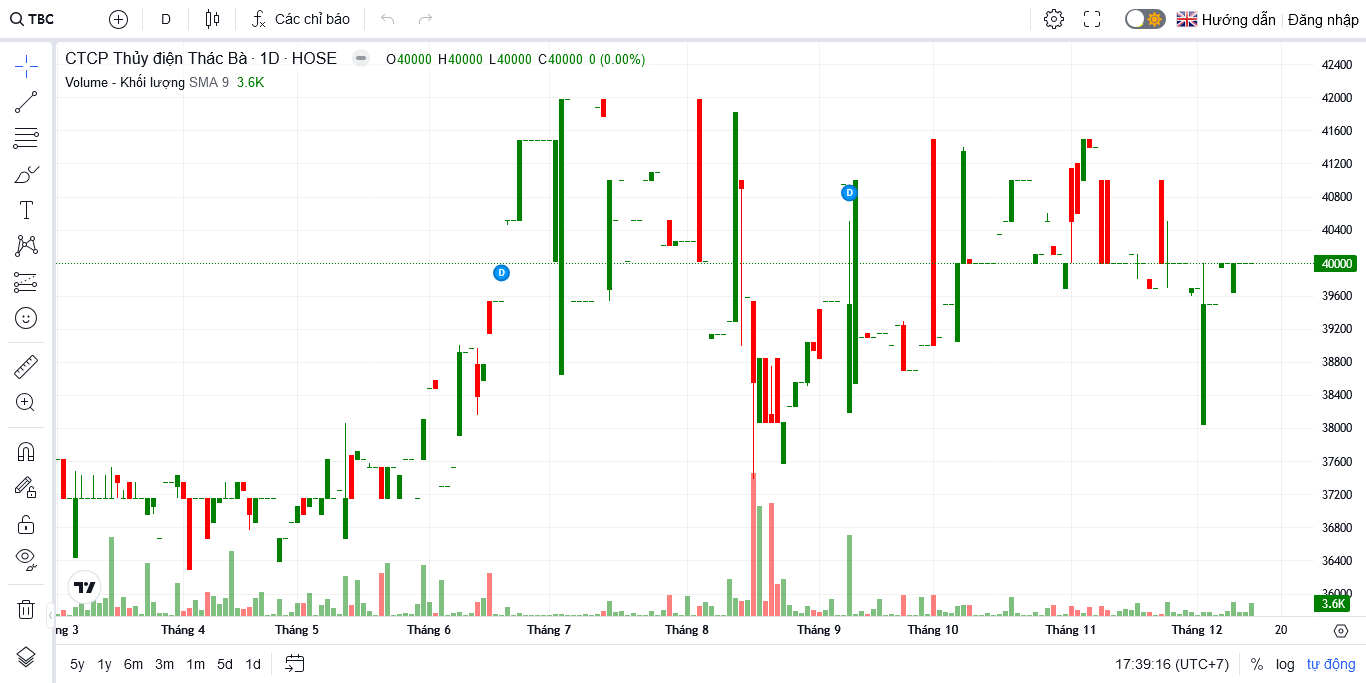 TBC D Các chỉ báo Hướng dẫn Đăng nhập
CTCP Thủy điện Thác Bà · 1D · HOSE O40000 H40000 L40000 C40000 0 (0.00%)
Volume - Khối lượng SMA 9 3.6K
42400
42000
41600
41200
40800
40400
40000
39600
39200
38800
38400
38000
37600
37200
36800
36400
36000
3.6K
D
D
ng 3 Tháng 4 Tháng 5 Tháng 6 Tháng 7 Tháng 8 Tháng 9 Tháng 10 Tháng 11 Tháng 12 20
5y 1y 6m 3m 1m 5d 1d 17:39:16 (UTC+7) % log tự động